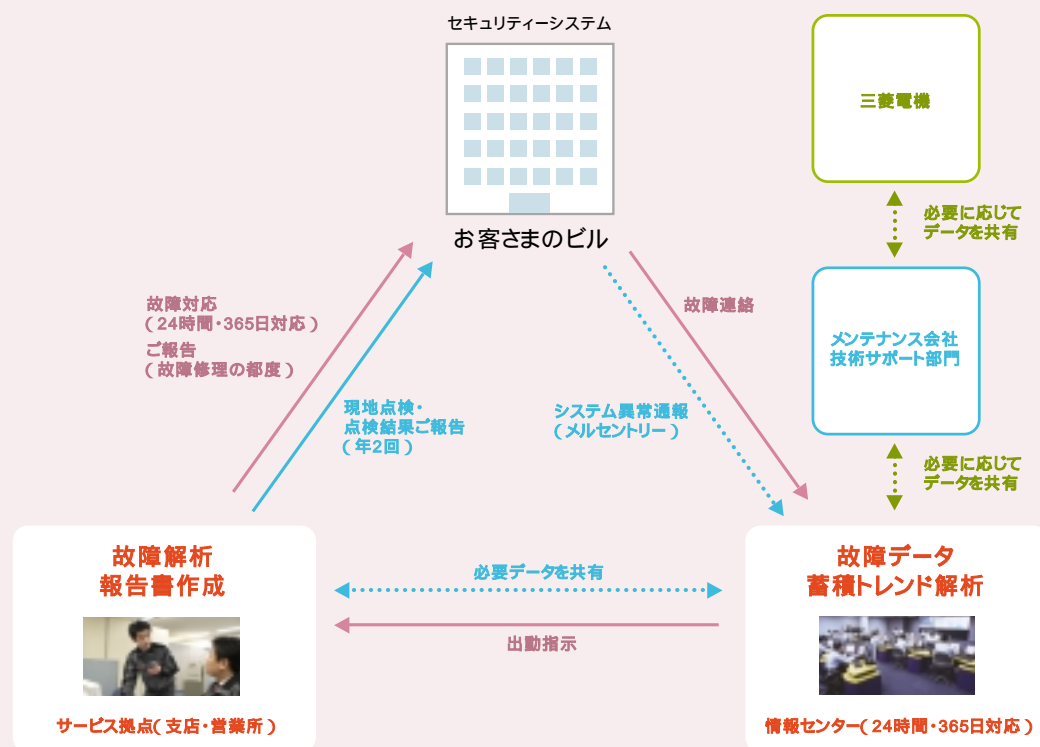 セキュリティーシステム
お客さまのビル
三菱電機
必要に応じて
データを共有
メンテナンス会社
技術サポート部門
必要に応じて
データを共有
故障対応
(24時間・365日対応)
ご報告
(故障修理の都度)
現地点検・
点検結果ご報告
(年2回)
故障連絡
システム異常通報
(メルセントリー)
故障解析
報告書作成
サービス拠点(支店・営業所)
必要データを共有
出動指示
故障データ
蓄積トレンド解析
情報センター(24時間・365日対応)